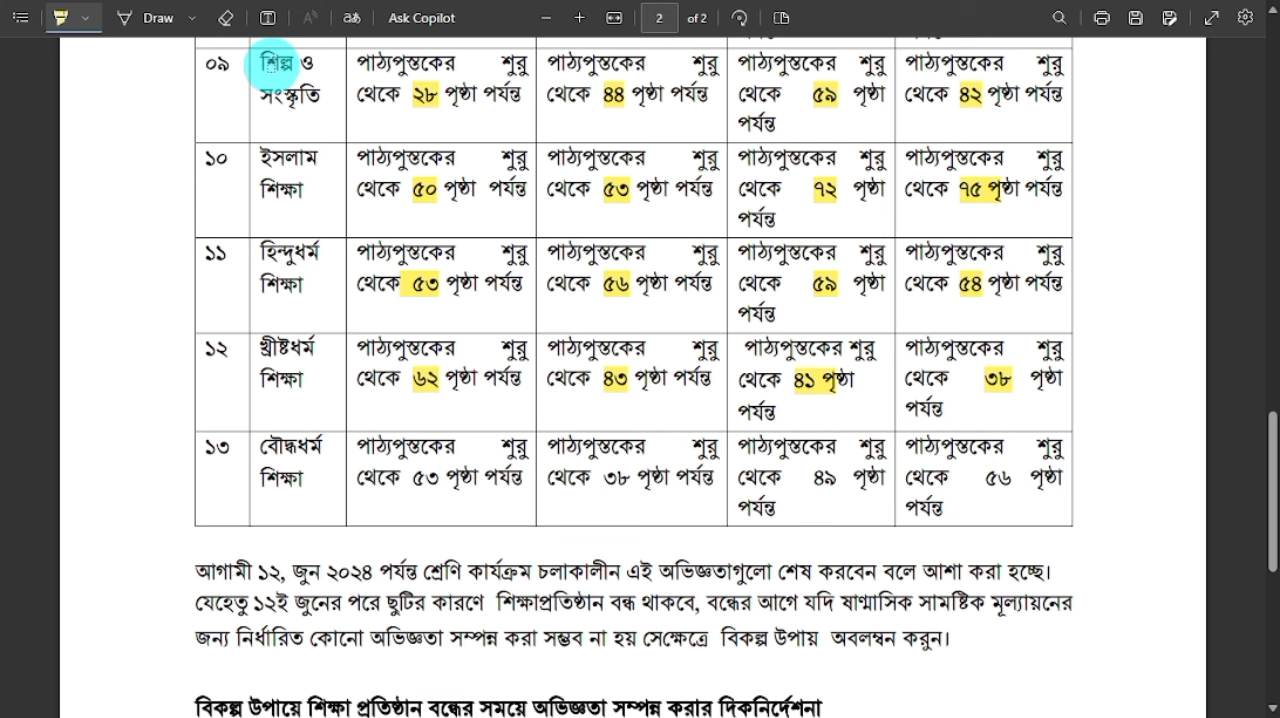 Draw
Ask Copilot
2 of 2
০৯ শিল্প ও পাঠ্যপুস্তকের শুরু পাঠ্যপুস্তকের শুরু পাঠ্যপুস্তকের শুরু পাঠ্যপুস্তকের শুরু
সংস্কৃতি থেকে ২৮ পৃষ্ঠা পর্যন্ত থেকে ৪৪ পৃষ্ঠা পর্যন্ত থেকে ৫৯ পৃষ্ঠা থেকে ৪২ পৃষ্ঠা পর্যন্ত
পর্যন্ত
১০ ইসলাম পাঠ্যপুস্তকের শুরু পাঠ্যপুস্তকের শুরু পাঠ্যপুস্তকের শুরু পাঠ্যপুস্তকের শুরু
শিক্ষা থেকে ৫০ পৃষ্ঠা পর্যন্ত থেকে ৫৩ পৃষ্ঠা পর্যন্ত থেকে ৭২ পৃষ্ঠা থেকে ৭৫ পৃষ্ঠা পর্যন্ত
পর্যন্ত
১১ হিন্দুধর্ম পাঠ্যপুস্তকের শুরু পাঠ্যপুস্তকের শুরু পাঠ্যপুস্তকের শুরু পাঠ্যপুস্তকের শুরু
শিক্ষা থেকে ৫৩ পৃষ্ঠা পর্যন্ত থেকে ৫৬ পৃষ্ঠা পর্যন্ত থেকে ৫৯ পৃষ্ঠা থেকে ৫৪ পৃষ্ঠা পর্যন্ত
পর্যন্ত
১২ খ্রীষ্টধর্ম পাঠ্যপুস্তকের শুরু পাঠ্যপুস্তকের শুরু পাঠ্যপুস্তকের শুরু পাঠ্যপুস্তকের শুরু
শিক্ষা থেকে ৬২ পৃষ্ঠা পর্যন্ত থেকে ৪৩ পৃষ্ঠা পর্যন্ত থেকে ৪১ পৃষ্ঠা থেকে ৩৮ পৃষ্ঠা
পর্যন্ত পর্যন্ত
১৩ বৌদ্ধধর্ম পাঠ্যপুস্তকের শুরু পাঠ্যপুস্তকের শুরু পাঠ্যপুস্তকের শুরু পাঠ্যপুস্তকের শুরু
শিক্ষা থেকে ৫৩ পৃষ্ঠা পর্যন্ত থেকে ৩৮ পৃষ্ঠা পর্যন্ত থেকে ৪৯ পৃষ্ঠা থেকে ৫৬ পৃষ্ঠা
পর্যন্ত পর্যন্ত
আগামী ১২, জুন ২০২৪ পর্যন্ত শ্রেণি কার্যক্রম চলাকালীন এই অভিজ্ঞতাগুলো শেষ করবেন বলে আশা করা হচ্ছে।
যেহেতু ১২ই জুনের পরে ছুটির কারণে শিক্ষাপ্রতিষ্ঠান বন্ধ থাকবে, বন্ধের আগে যদি ষাণ্মাসিক সামষ্টিক মূল্যায়নের
জন্য নির্ধারিত কোনো অভিজ্ঞতা সম্পন্ন করা সম্ভব না হয় সেক্ষেত্রে বিকল্প উপায় অবলম্বন করুন।
বিকল্প উপায়ে শিক্ষা প্রতিষ্ঠান বন্ধের সময়ে অভিজ্ঞতা সম্পন্ন করার দিকনির্দেশনা